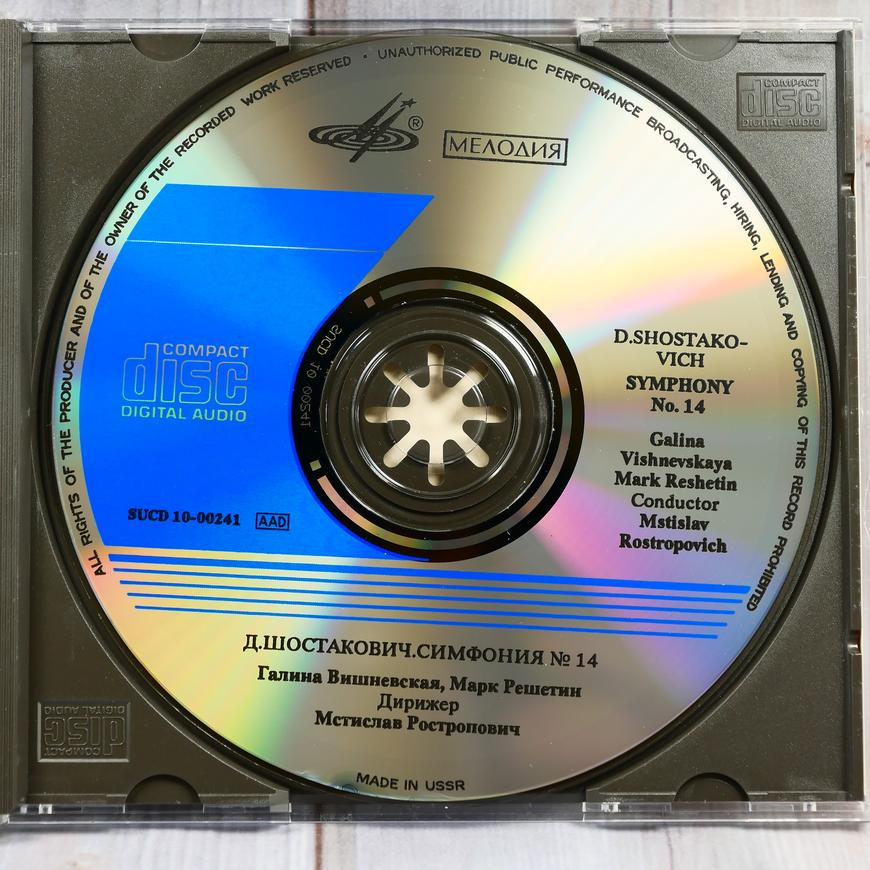 ALL RIGHTS OF THE PRODUCER AND OF THE OWNER OF THE RECORDED WORK RESERVED · UNAUTHORIZED PUBLIC PERFORMANCE BROADCASTING, HIRING, LENDING AND COPYING OF THIS RECORD PROHIBITED
®
МЕЛОДИЯ
COMPACT
disc
DIGITAL AUDIO
COMPACT
disc
DIGITAL AUDIO
SUCD 10-00241 AAD
SUCD 10 00241
D.SHOSTAKO-
VICH
SYMPHONY
No. 14
Galina
Vishnevskaya
Mark Reshetin
Conductor
Mstislav
Rostropovich
Д.ШОСТАКОВИЧ.СИМФОНИЯ № 14
Галина Вишневская, Марк Решетин
Дирижер
Мстислав Ростропович
MADE IN USSR
COMPACT
disc
DIGITAL AUDIO